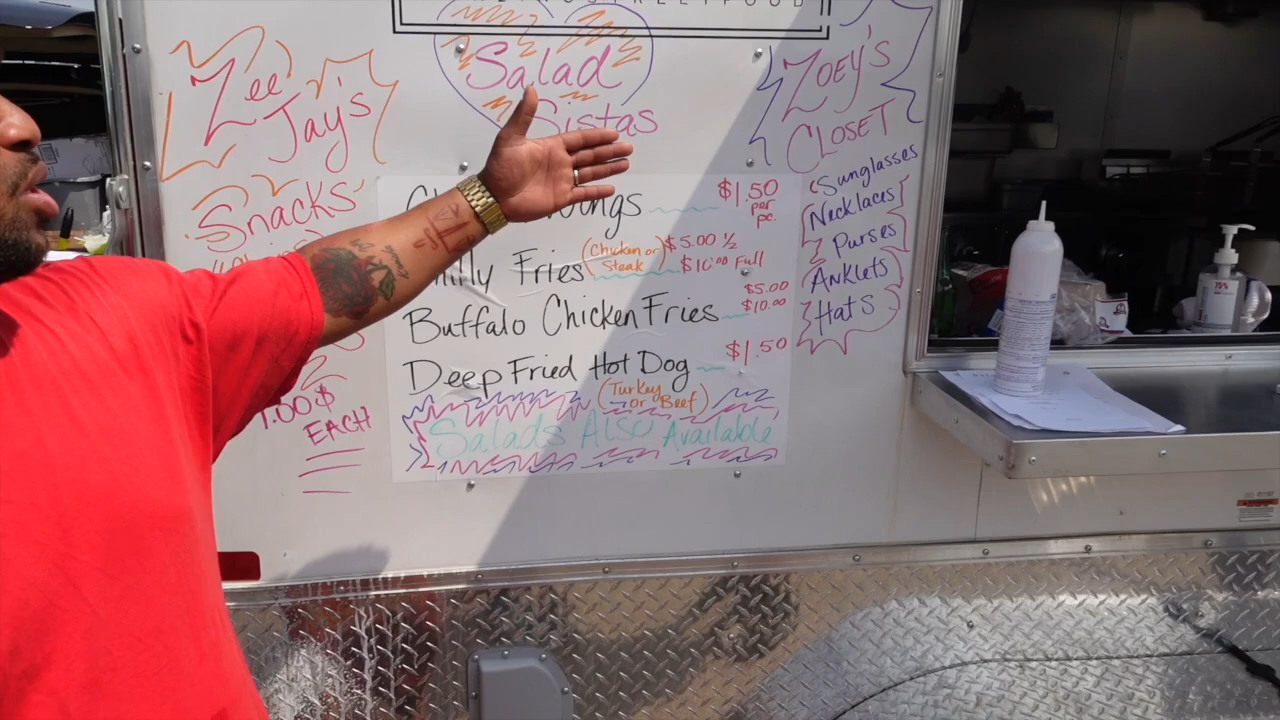 Zee
Jay's
Snacks
1.00$
EACH
Salad
Sistas
$1.50
per
pc.
Fries (Chicken or
Steak
$5.00 1/2
$10.00 Full
Buffalo Chicken Fries
$5.00
$10.00
Deep Fried Hot Dog
$1.50
(Turkey
or Beef)
Salads Also Available
Zoey's
Closet
Sunglasses
Necklaces
Purses
Anklets
Hats